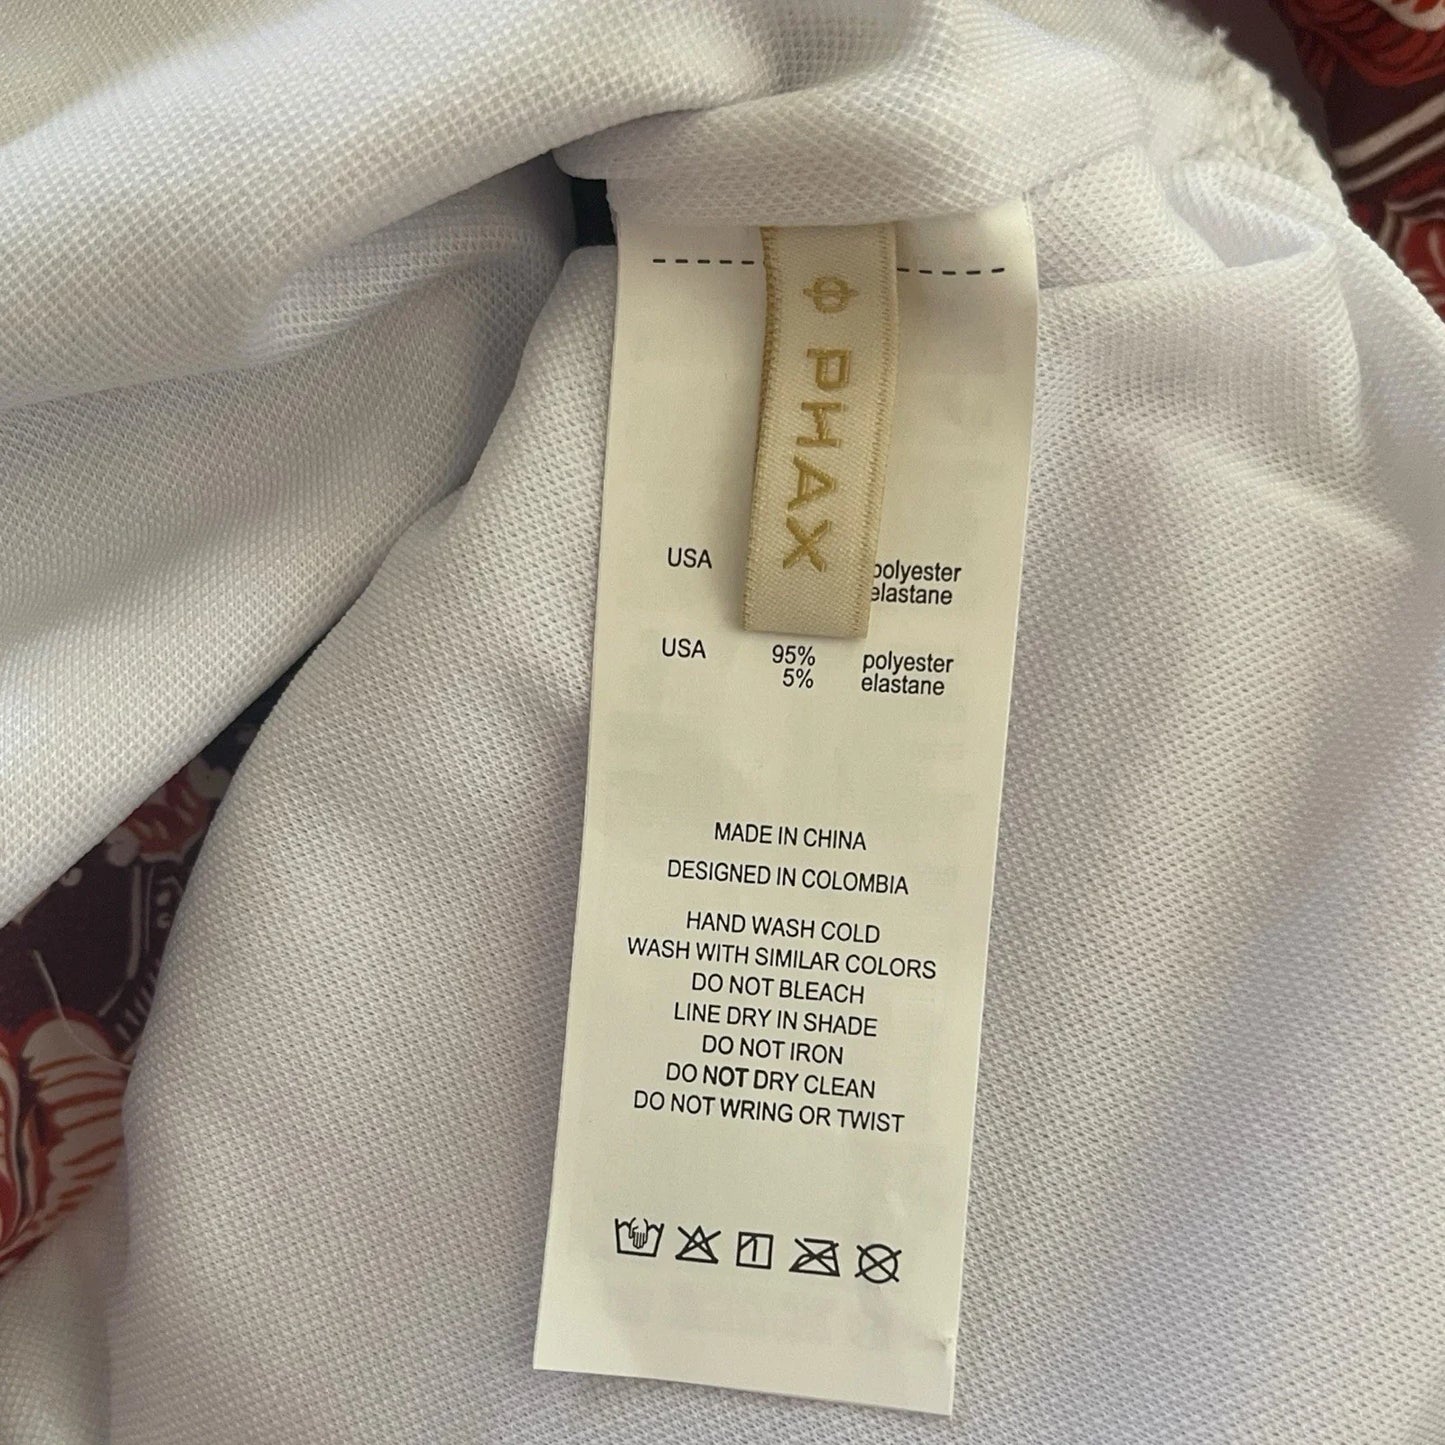 PHAX
USA polyester
elastane
USA 95% polyester
5% elastane
MADE IN CHINA
DESIGNED IN COLOMBIA
HAND WASH COLD
WASH WITH SIMILAR COLORS
DO NOT BLEACH
LINE DRY IN SHADE
DO NOT IRON
DO NOT DRY CLEAN
DO NOT WRING OR TWIST